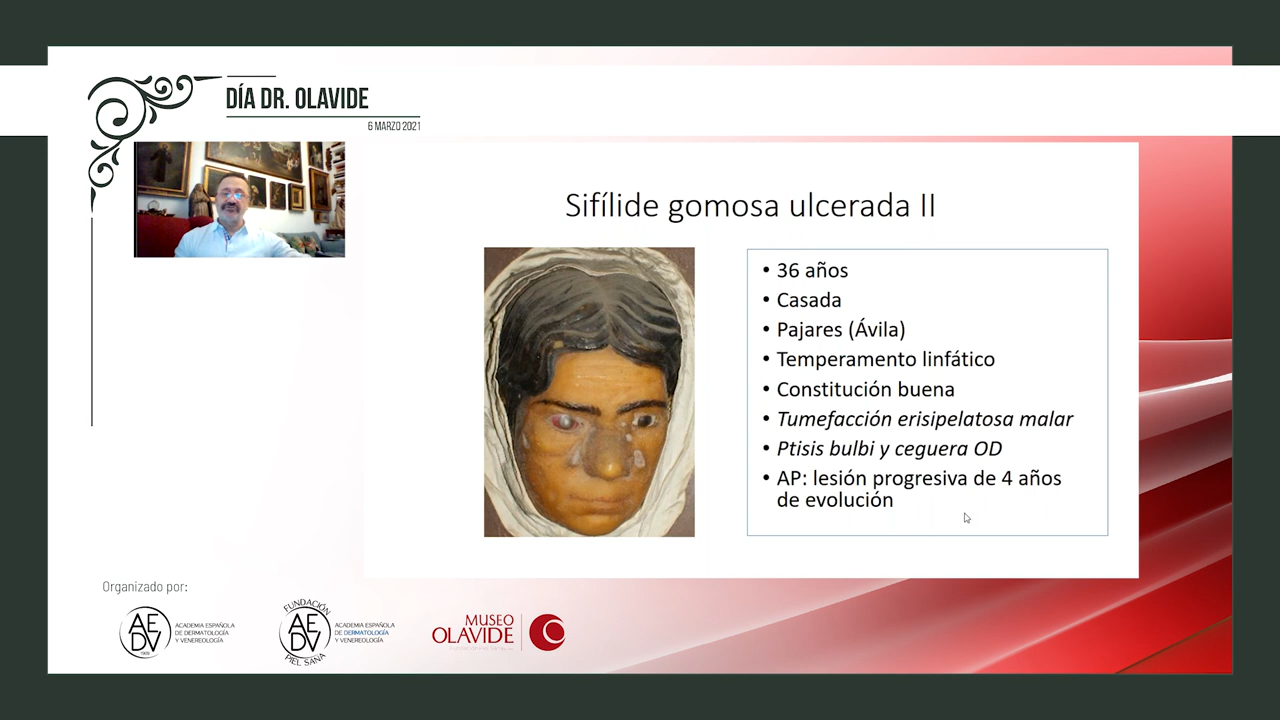 DÍA DR. OLAVIDE
6 MARZO 2021
Sifílide gomosa ulcerada II
• 36 años
• Casada
• Pajares (Ávila)
• Temperamento linfático
• Constitución buena
• Tumefacción erisipelatosa malar
• Ptisis bulbi y ceguera OD
• AP: lesión progresiva de 4 años
de evolución
Organizado por:
AEDV
1909
ACADEMIA ESPAÑOLA
DE DERMATOLOGÍA
Y VENEREOLOGÍA
FUNDACIÓN
AEDV
PIEL SANA
ACADEMIA ESPAÑOLA
DE DERMATOLOGÍA
Y VENEREOLOGÍA
MUSEO
OLAVIDE